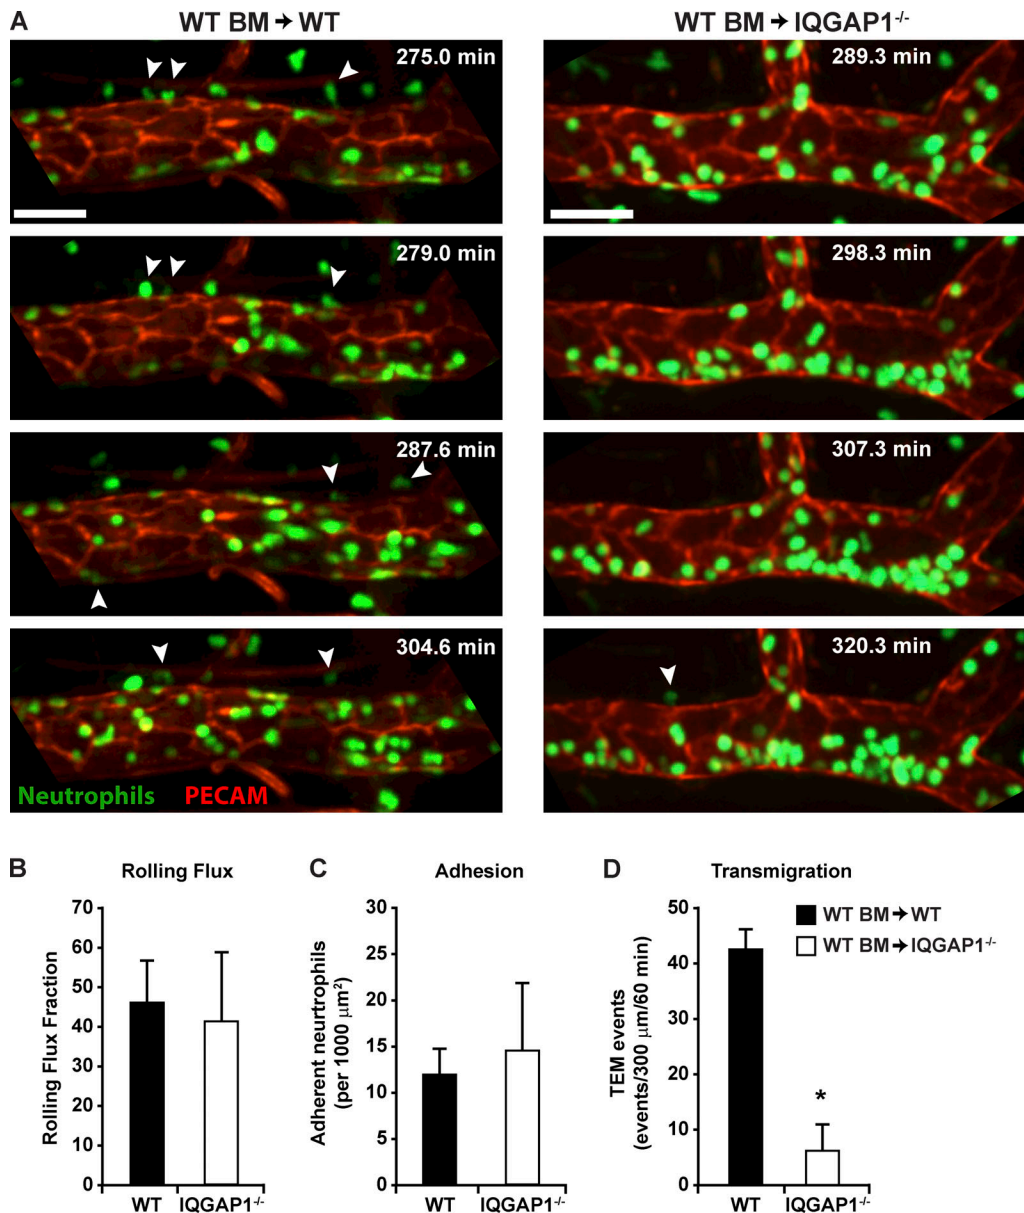 A
WT BM → WT
WT BM → IQGAP1⁻/⁻
275.0 min
289.3 min
279.0 min
298.3 min
287.6 min
307.3 min
304.6 min
320.3 min
Neutrophils PECAM
B Rolling Flux
Rolling Flux Fraction
70
60
50
40
30
20
10
0
WT IQGAP1⁻/⁻
C Adhesion
Adherent neurtrophils
(per 1000 μm²)
30
25
20
15
10
5
0
WT IQGAP1⁻/⁻
D Transmigration
TEM events
(events/300 μm/60 min)
50
40
30
20
10
0
*
WT IQGAP1⁻/⁻
WT BM → WT
WT BM → IQGAP1⁻/⁻